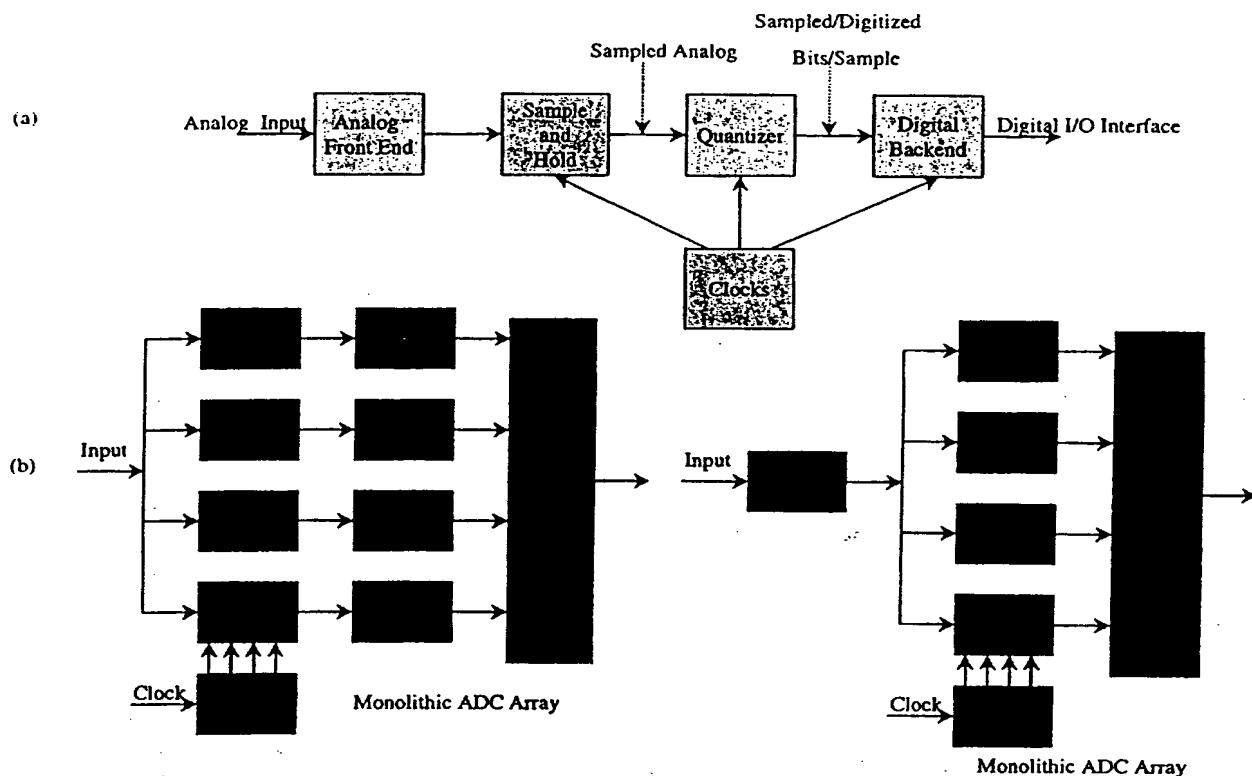 Sampled/Digitized
Sampled Analog
Bits/Sample
(a)
Analog Input
Analog
Front End
Sample
and
Hold
Quantizer
Digital
Backend
Digital I/O Interface
Clocks
(b)
Input
Clock
Monolithic ADC Array
Input
Clock
Monolithic ADC Array